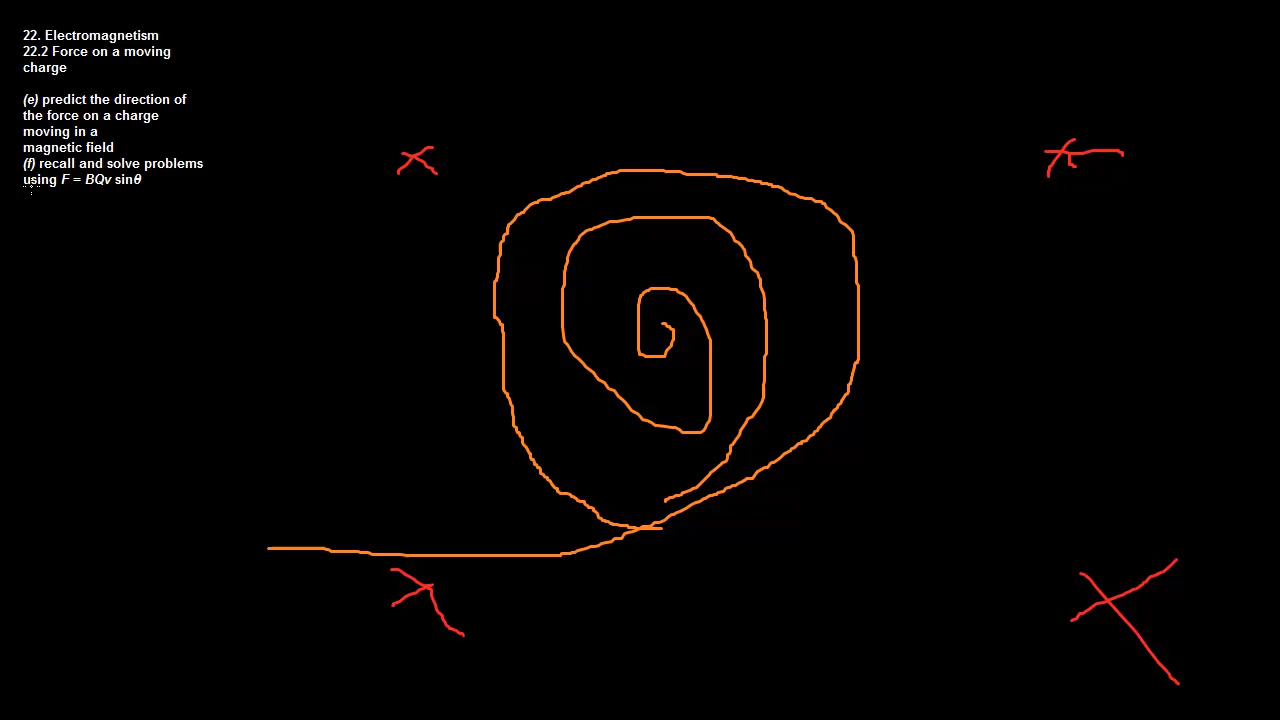 22. Electromagnetism
22.2 Force on a moving
charge
(e) predict the direction of
the force on a charge
moving in a
magnetic field
(f) recall and solve problems
using F = BQv sinθ